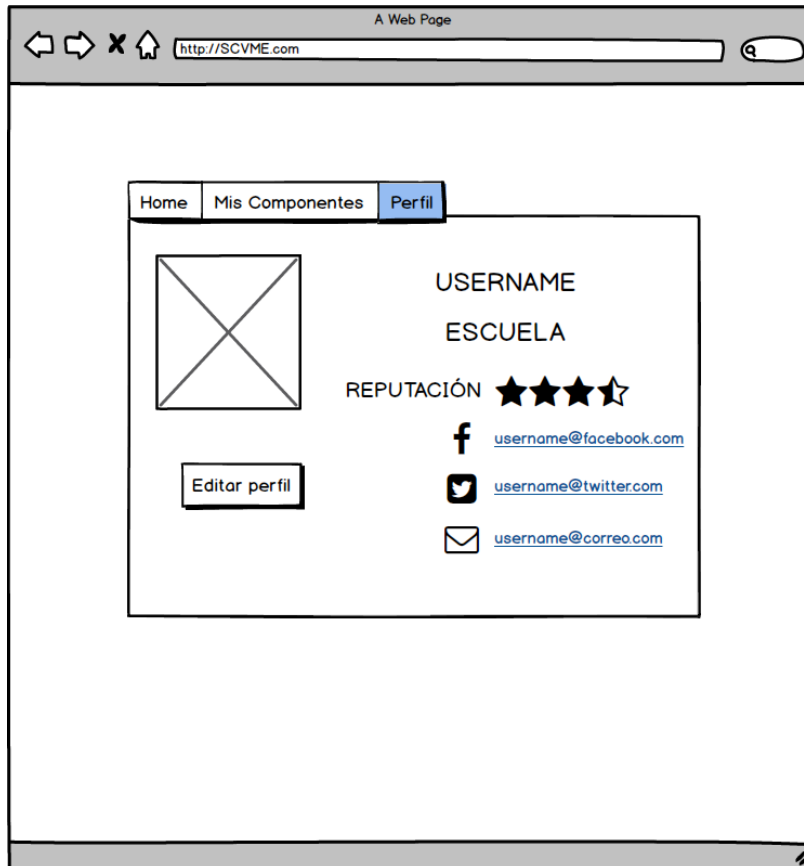 A Web Page
http://SCVME.com
Home Mis Componentes Perfil
USERNAME
ESCUELA
REPUTACIÓN
username@facebook.com
Editar perfil
username@twitter.com
username@correo.com